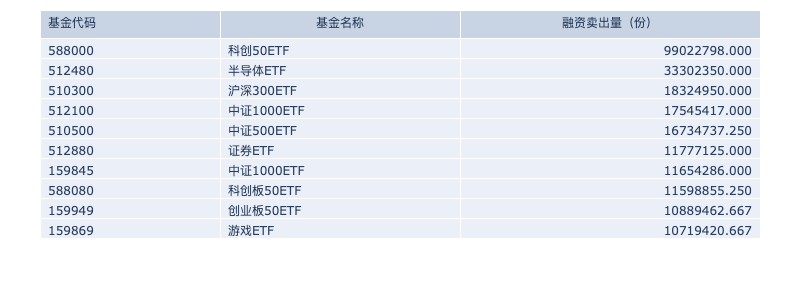 基金代码 基金名称 融资卖出量（份）
588000 科创50ETF 99022798.000
512480 半导体ETF 33302350.000
510300 沪深300ETF 18324950.000
512100 中证1000ETF 17545417.000
510500 中证500ETF 16734737.250
512880 证券ETF 11777125.000
159845 中证1000ETF 11654286.000
588080 科创板50ETF 11598855.250
159949 创业板50ETF 10889462.667
159869 游戏ETF 10719420.667